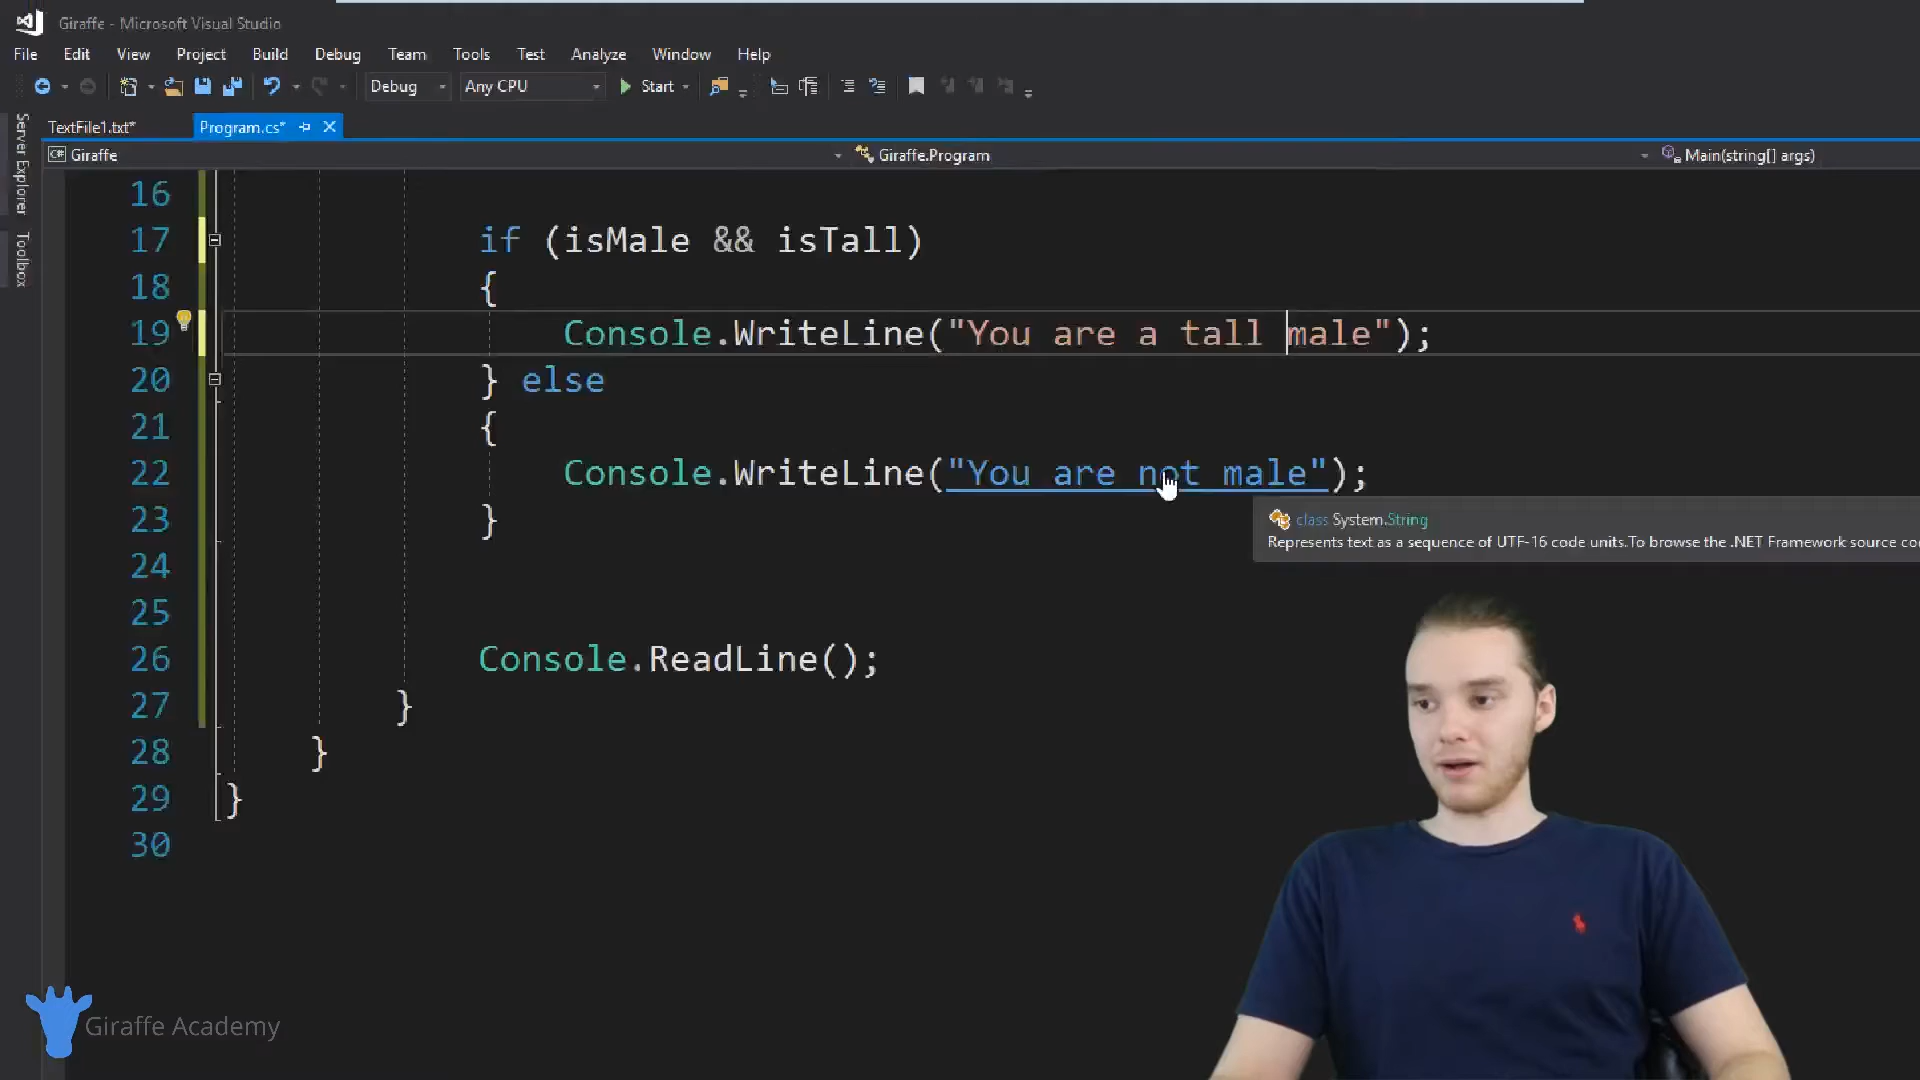 Giraffe - Microsoft Visual Studio
File Edit View Project Build Debug Team Tools Test Analyze Window Help
Debug Any CPU Start
Server Explorer
Toolbox
TextFile1.txt* Program.cs*
C# Giraffe Giraffe.Program Main(string[] args)
16
17 if (isMale && isTall)
18 {
19 Console.WriteLine("You are a tall male");
20 } else
21 {
22 Console.WriteLine("You are not male");
23 }
class System.String
Represents text as a sequence of UTF-16 code units.To browse the .NET Framework source co
24
25
26 Console.ReadLine();
27 }
28 }
29 }
30
Giraffe Academy